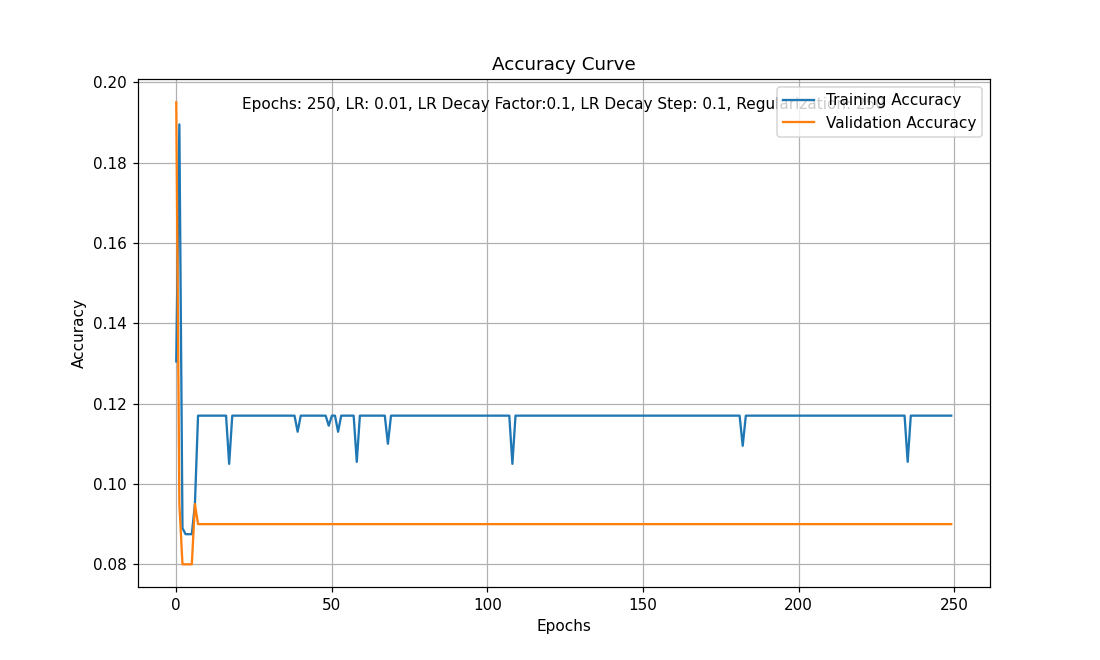 Accuracy Curve
Epochs: 250, LR: 0.01, LR Decay Factor:0.1, LR Decay Step: 0.1, Regularization:
Training Accuracy
Validation Accuracy
0.20
0.18
0.16
0.14
0.12
0.10
0.08
Accuracy
0 50 100 150 200 250
Epochs